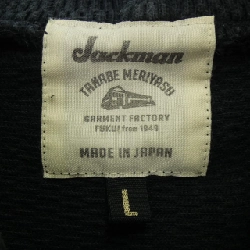 Jackman
TANABE MERIYASU
GARMENT FACTORY
FUKUI from 1949
MADE IN JAPAN
L